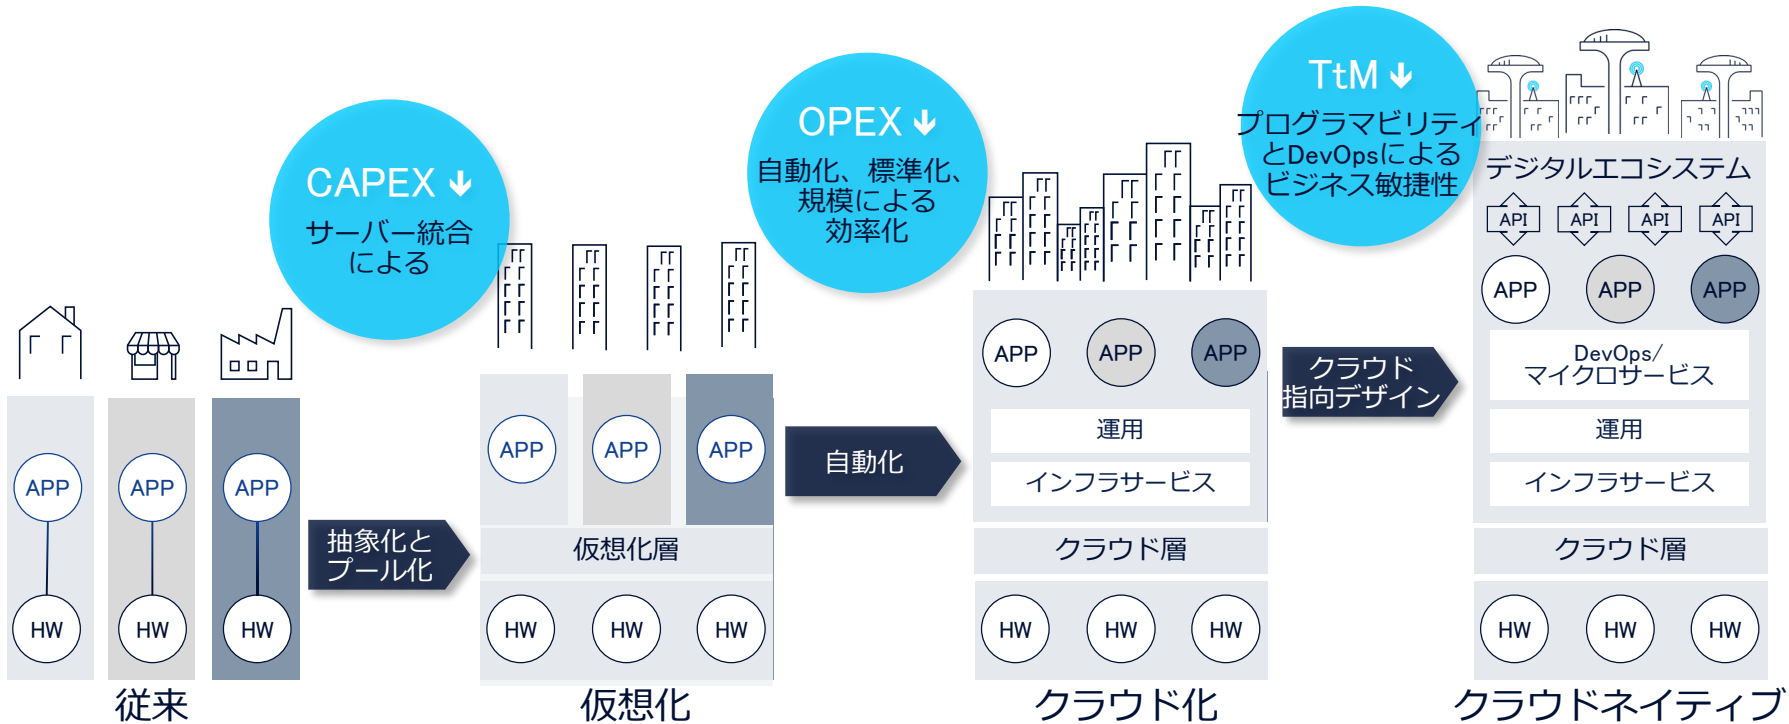 CAPEX ↓
サーバー統合
による
APP
APP
APP
HW
HW
HW
従来
抽象化と
プール化
OPEX ↓
自動化、標準化、
規模による
効率化
APP
APP
APP
仮想化層
HW
HW
HW
仮想化
自動化
TtM ↓
プログラマビリティ
とDevOpsによる
ビジネス敏捷性
APP
APP
APP
運用
インフラサービス
クラウド層
HW
HW
HW
クラウド化
クラウド
指向デザイン
デジタルエコシステム
API
API
API
API
APP
APP
APP
DevOps/
マイクロサービス
運用
インフラサービス
クラウド層
HW
HW
HW
クラウドネイティブ